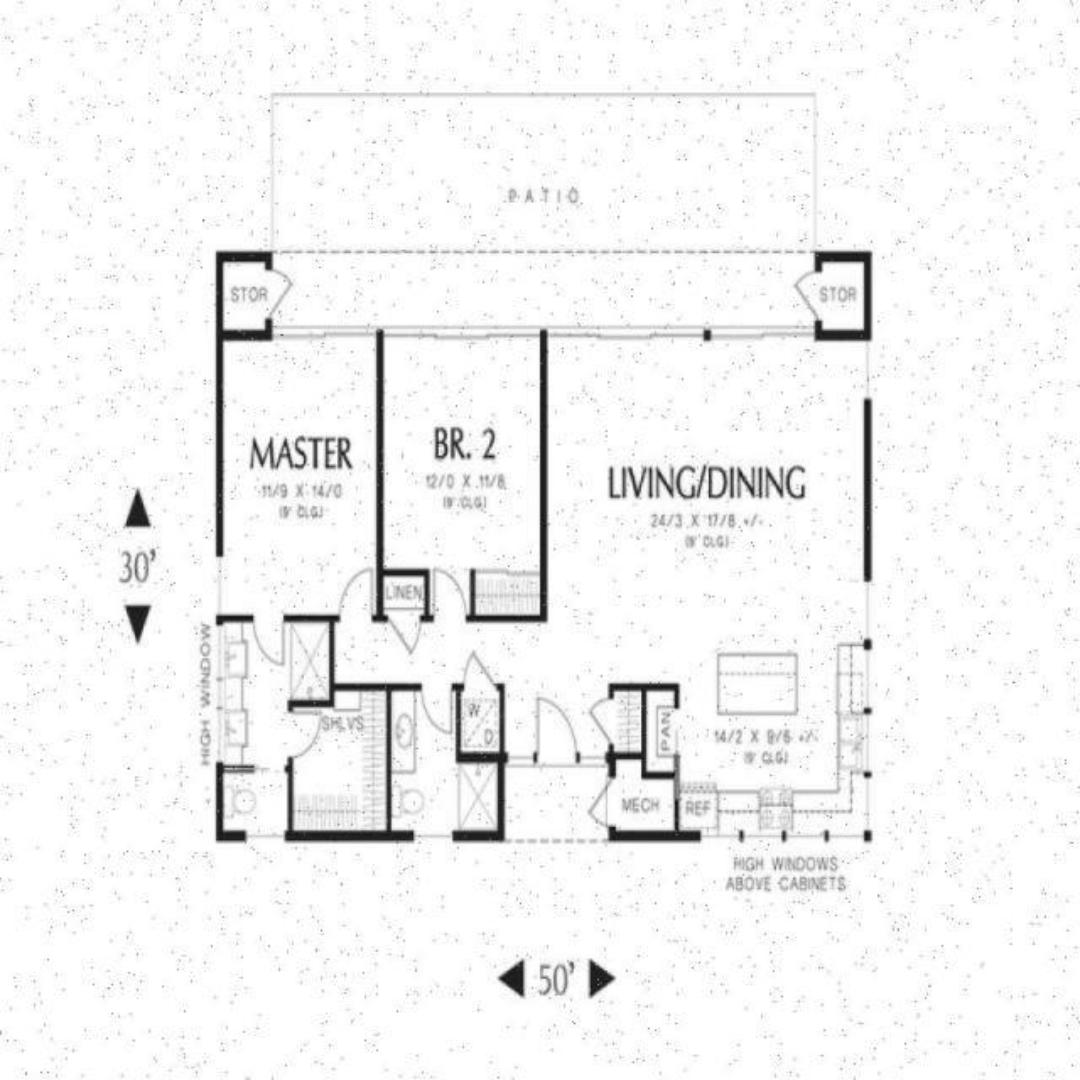 PATIO
STOR
STOR
MASTER
11/9 X 14/0
(9' CLG)
BR. 2
12/0 X 11/8
(9' CLG)
LIVING/DINING
24/3 X 17/8 +/-
(9' CLG)
30'
LINEN
HIGH WINDOW
SHLVS
W
D
PAN
14/2 X 9/6 +/-
(9' CLG)
MECH
REF
HIGH WINDOWS
ABOVE CABINETS
50'